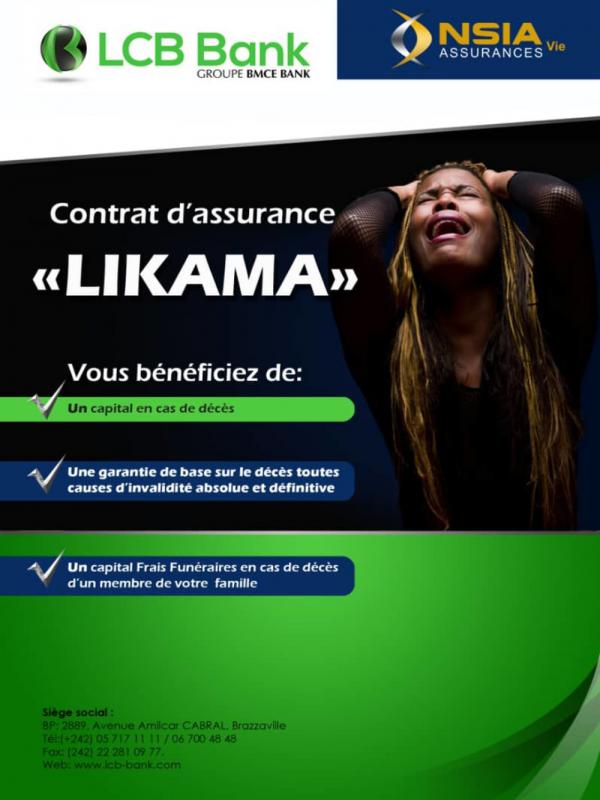 LCB Bank
GROUPE BMCE BANK
NSIA
ASSURANCES Vie
Contrat d’assurance
«LIKAMA»
Vous bénéficiez de:
Un capital en cas de décès
Une garantie de base sur le décès toutes
causes d’invalidité absolue et définitive
Un capital Frais Funéraires en cas de décès
d’un membre de votre famille
Siège social :
BP: 2889, Avenue Amilcar CABRAL, Brazzaville
Tél:(+242) 05 717 11 11 / 06 700 48 48
Fax: (242) 22 281 09 77.
Web: www.lcb-bank.com